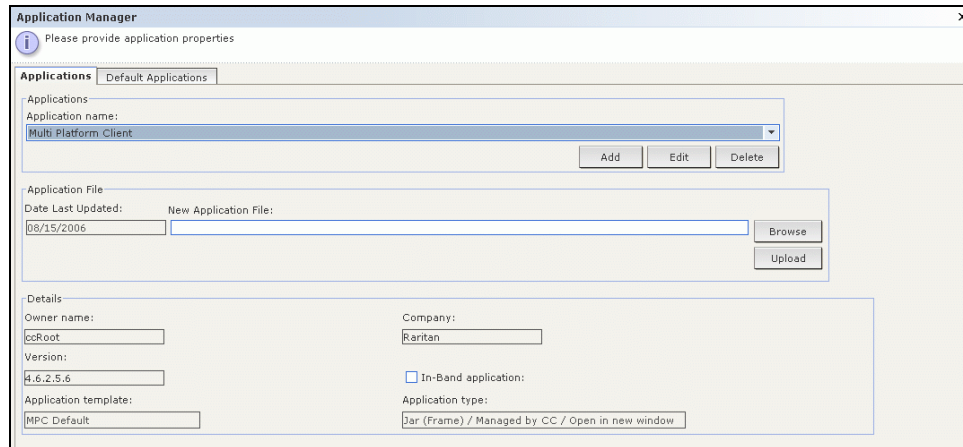 Application Manager
i Please provide application properties
Applications Default Applications
Applications
Application name:
Multi Platform Client
Add Edit Delete
Application File
Date Last Updated: New Application File:
08/15/2006
Browse
Upload
Details
Owner name: Company:
ccRoot Raritan
Version:
4.6.2.5.6 In-Band application:
Application template: Application type:
MPC Default Jar (Frame) / Managed by CC / Open in new window